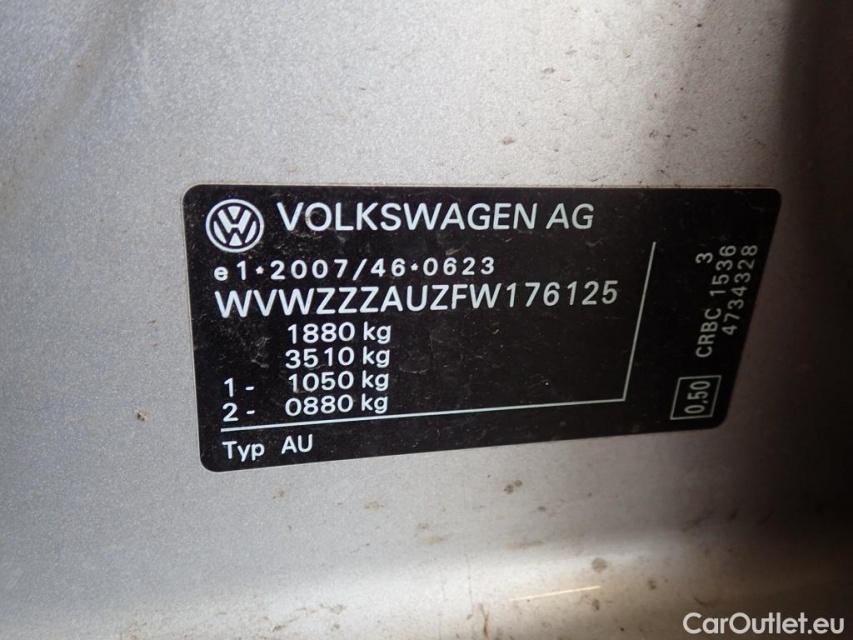 VOLKSWAGEN AG
e1*2007/46*0623
WVWZZZAUZFW176125
1880 kg
3510 kg
1- 1050 kg
2- 0880 kg
Typ AU
3
CRBC 1536
4734328
0,50
CarOutlet.eu